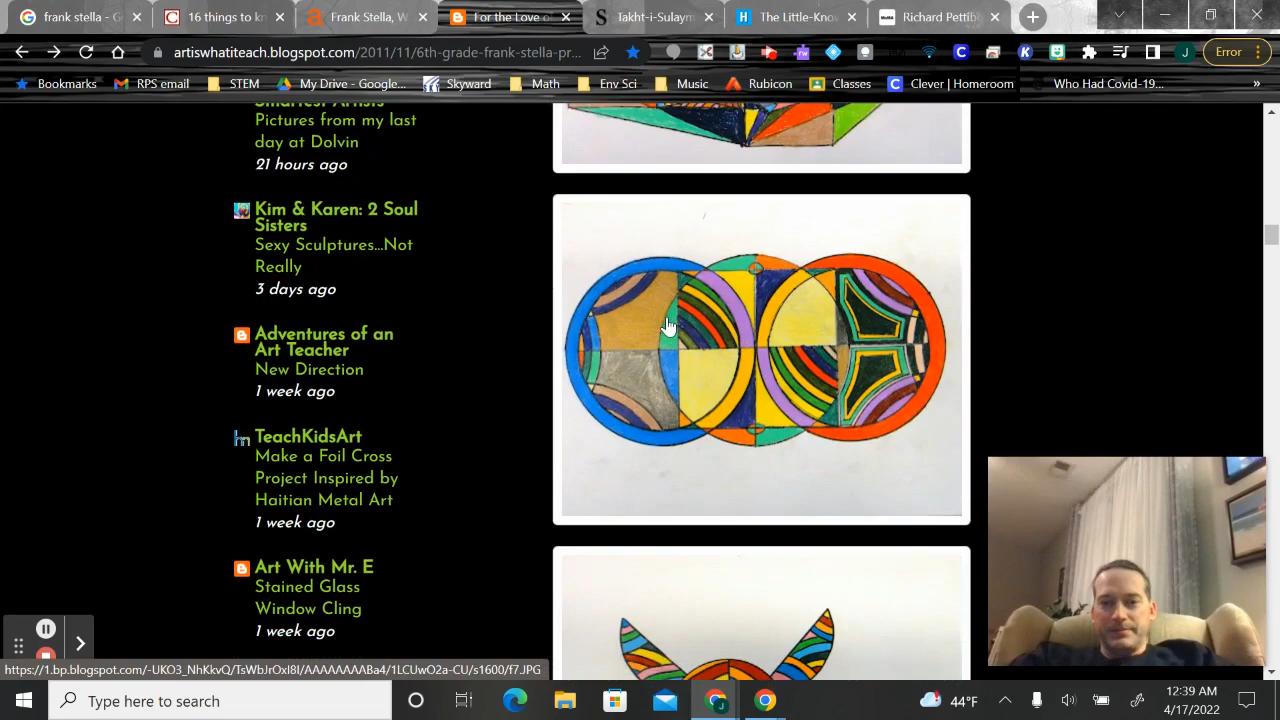 frank stella - G
16 things to kn
Frank Stella, W
For the Love o
Takht-i-Sulaym
The Little-Kno
Richard Pettib
artiswhatiteach.blogspot.com/2011/11/6th-grade-frank-stella-pr...
Error
Bookmarks
RPS email
STEM
My Drive - Google...
Skyward
Math
Env Sci
Music
Rubicon
Classes
Clever | Homeroom
Who Had Covid-19...
»
Smartest Artists
Pictures from my last
day at Dolvin
21 hours ago
Kim & Karen: 2 Soul
Sisters
Sexy Sculptures...Not
Really
3 days ago
Adventures of an
Art Teacher
New Direction
1 week ago
TeachKidsArt
Make a Foil Cross
Project Inspired by
Haitian Metal Art
1 week ago
Art With Mr. E
Stained Glass
Window Cling
1 week ago
https://1.bp.blogspot.com/-UKO3_NhKkvQ/TsWbJrOxI8I/AAAAAAAABa4/1LCUwO2a-CU/s1600/f7.JPG
Type here to search
44°F
12:39 AM
4/17/2022